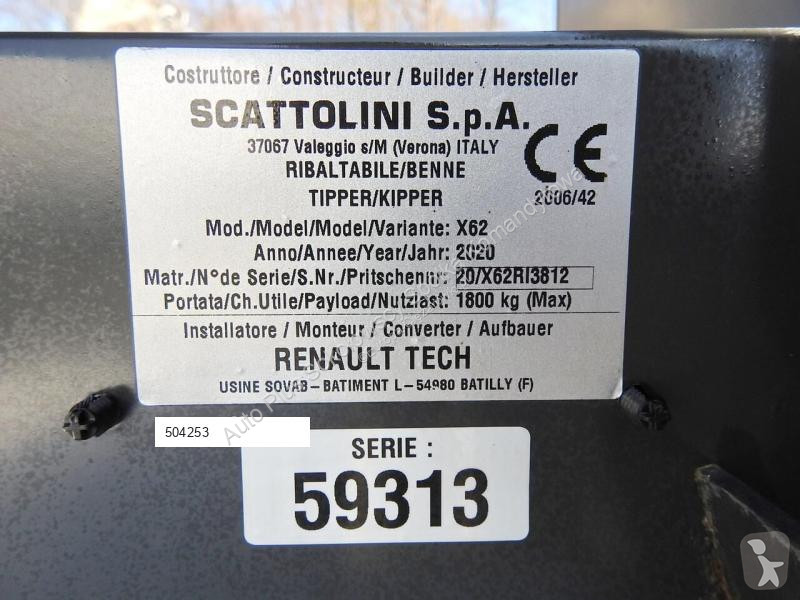 Costruttore / Constructeur / Builder / Hersteller
SCATTOLINI S.p.A.
37067 Valeggio s/M (Verona) ITALY
RIBALTABILE/BENNE
TIPPER/KIPPER
CE
2006/42
Mod./Model/Model/Variante: X62
Anno/Annee/Year/Jahr: 2020
Matr./N°de Serie/S.Nr./Pritschennr: 20/X62RI3812
Portata/Ch.Utile/Payload/Nutzlast: 1800 kg (Max)
Installatore / Monteur / Converter / Aufbauer
RENAULT TECH
USINE SOVAB-BATIMENT L-54980 BATILLY (F)
504253
SERIE :
59313